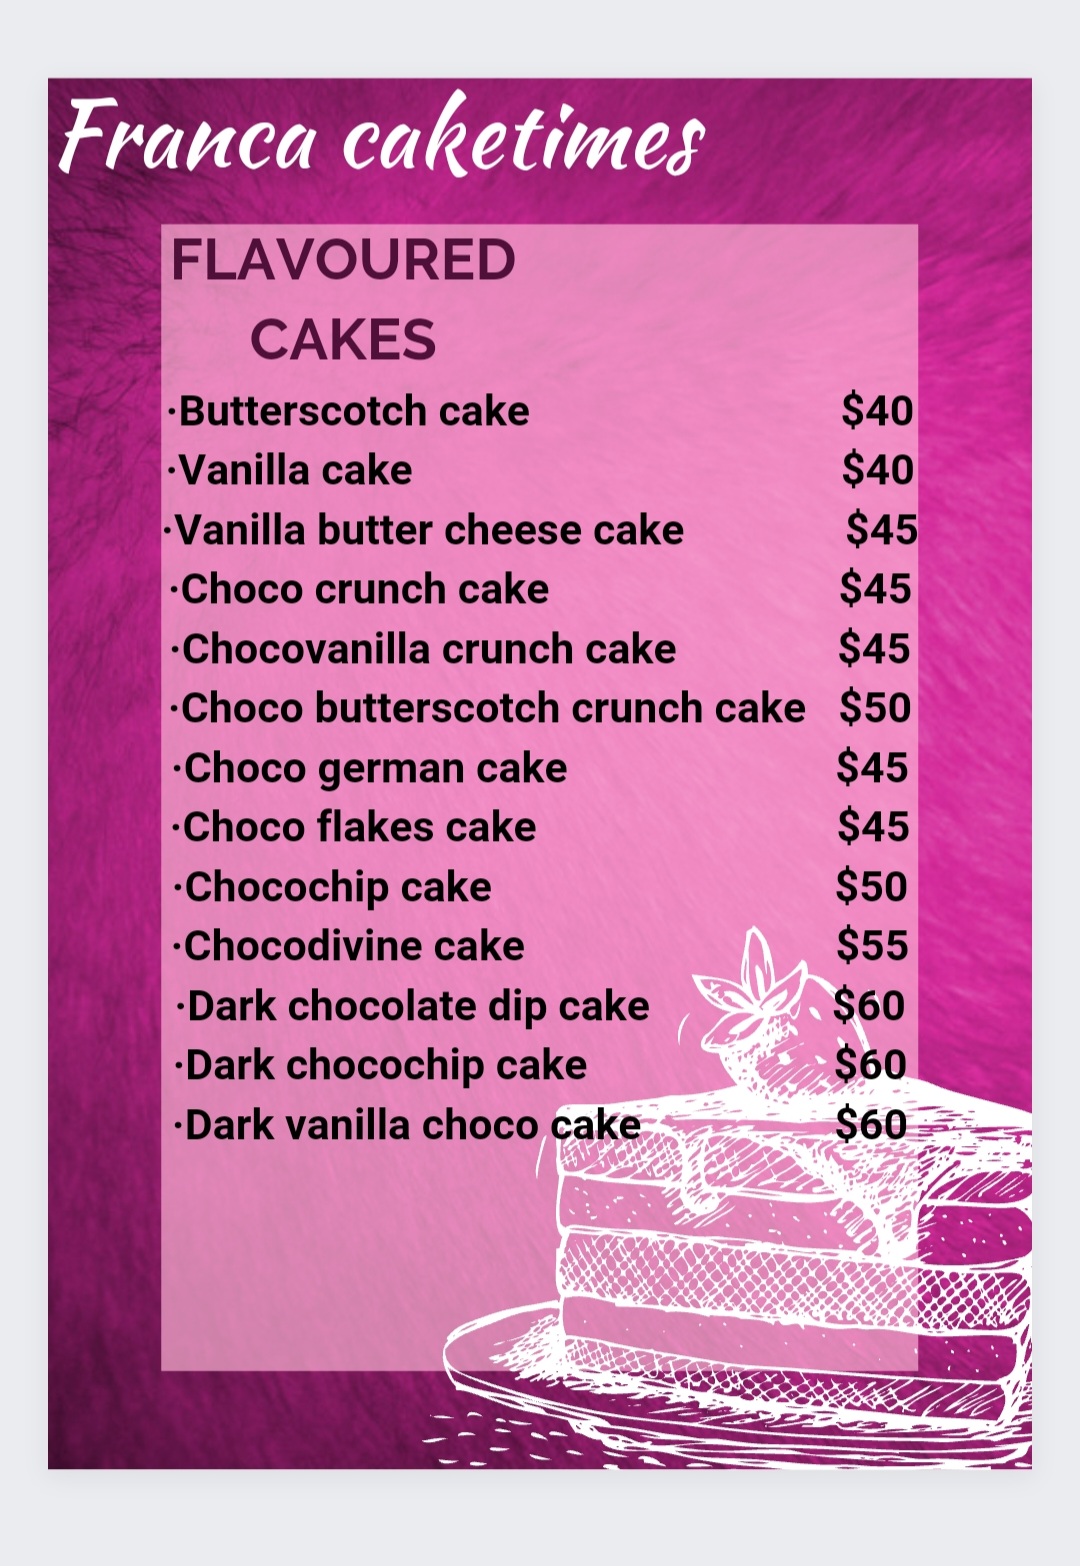 Franca caketimes
FLAVOURED
CAKES
·Butterscotch cake $40
·Vanilla cake $40
·Vanilla butter cheese cake $45
·Choco crunch cake $45
·Chocovanilla crunch cake $45
·Choco butterscotch crunch cake $50
·Choco german cake $45
·Choco flakes cake $45
·Chocochip cake $50
·Chocodivine cake $55
·Dark chocolate dip cake $60
·Dark chocochip cake $60
·Dark vanilla choco cake $60